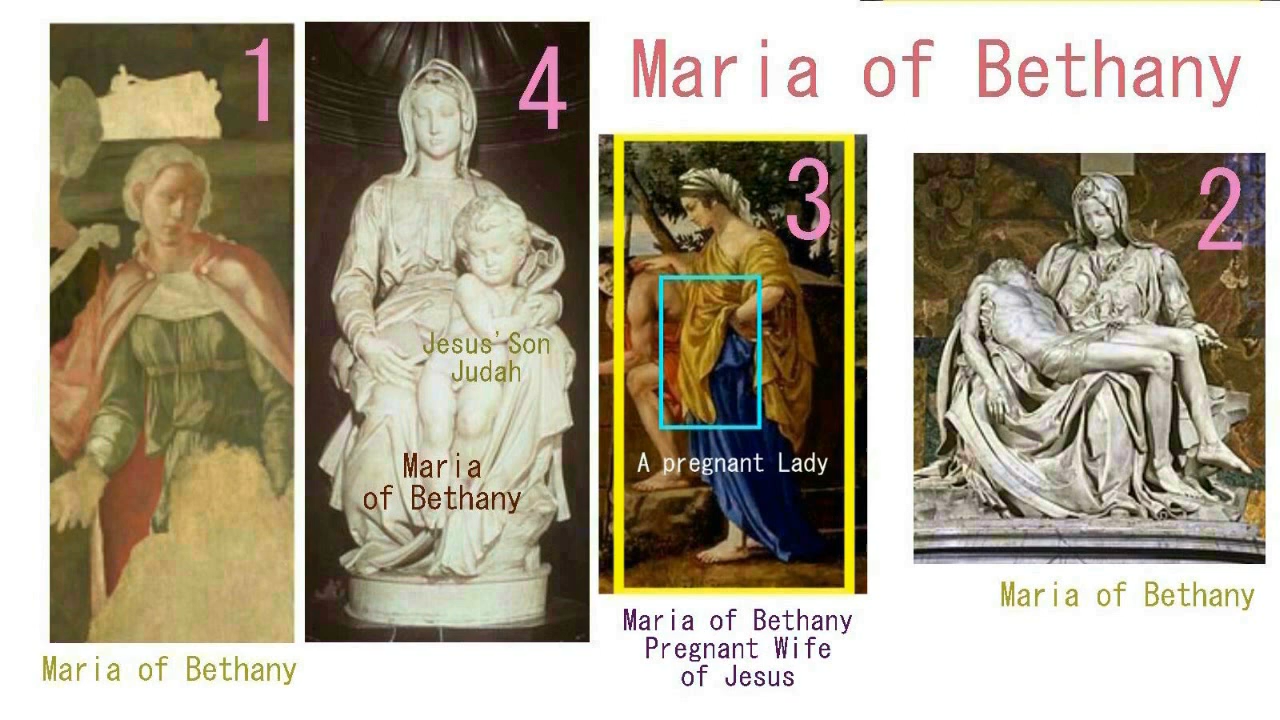 Maria of Bethany
1
Maria of Bethany
4
Jesus' Son
Judah
Maria
of Bethany
3
A pregnant Lady
Maria of Bethany
Pregnant Wife
of Jesus
2
Maria of Bethany